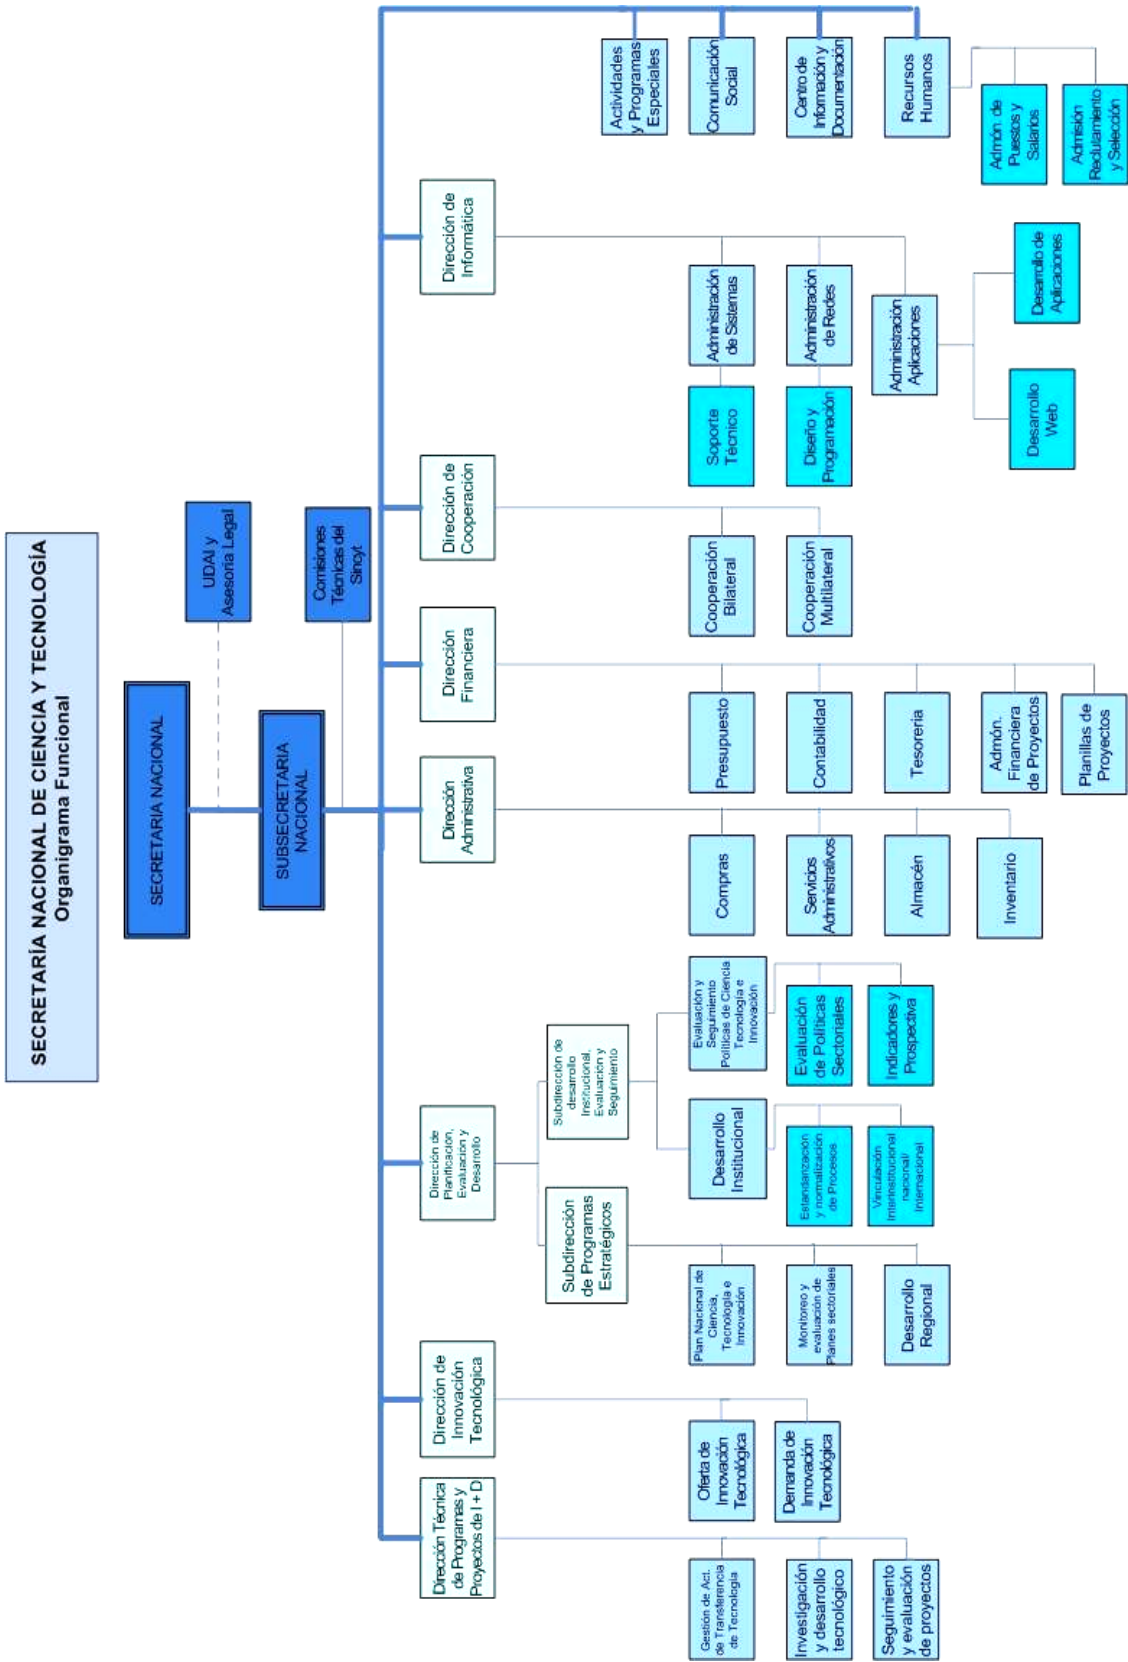 SECRETARÍA NACIONAL DE CIENCIA Y TECNOLOGÍA
Organigrama Funcional
SECRETARIA NACIONAL
UDAI y
Asesoría Legal
SUBSECRETARIA
NACIONAL
Comisiones
Técnicas del
Sincyt
Dirección Técnica
de Programas y
Proyectos de I + D
Gestión de Act.
de Transferencia
de Tecnología
Investigación
y desarrollo
tecnológico
Seguimiento
y evaluación
de proyectos
Dirección de
Innovación
Tecnológica
Oferta de
Innovación
Tecnológica
Demanda de
Innovación
Tecnológica
Dirección de
Planificación,
Evaluación y
Desarrollo
Subdirección
de Programas
Estratégicos
Plan Nacional de
Ciencia,
Tecnología e
Innovación
Monitoreo y
evaluación de
Planes sectoriales
Desarrollo
Regional
Subdirección de
desarrollo
Institucional,
Evaluación y
Seguimiento
Desarrollo
Institucional
Estandarización
y normalización
de Procesos
Vinculación
Interinstitucional
nacional/
Internacional
Evaluación y
Seguimiento
Políticas de Ciencia
Tecnología e
Innovación
Evaluación
de Políticas
Sectoriales
Indicadores y
Prospectiva
Dirección
Administrativa
Compras
Servicios
Administrativos
Almacén
Inventario
Dirección
Financiera
Presupuesto
Contabilidad
Tesoreria
Admón.
Financiera
de Proyectos
Planillas de
Proyectos
Dirección de
Cooperación
Cooperación
Bilateral
Cooperación
Multilateral
Dirección de
Informática
Administración
de Sistemas
Soporte
Técnico
Administración
de Redes
Diseño y
Programación
Administración
Aplicaciones
Desarrollo
Web
Desarrollo de
Aplicaciones
Actividades
y Programas
Especiales
Comunicación
Social
Centro de
Información y
Documentación
Recursos
Humanos
Admón. de
Puestos y
Salarios
Admisión
Reclutamiento
y Selección